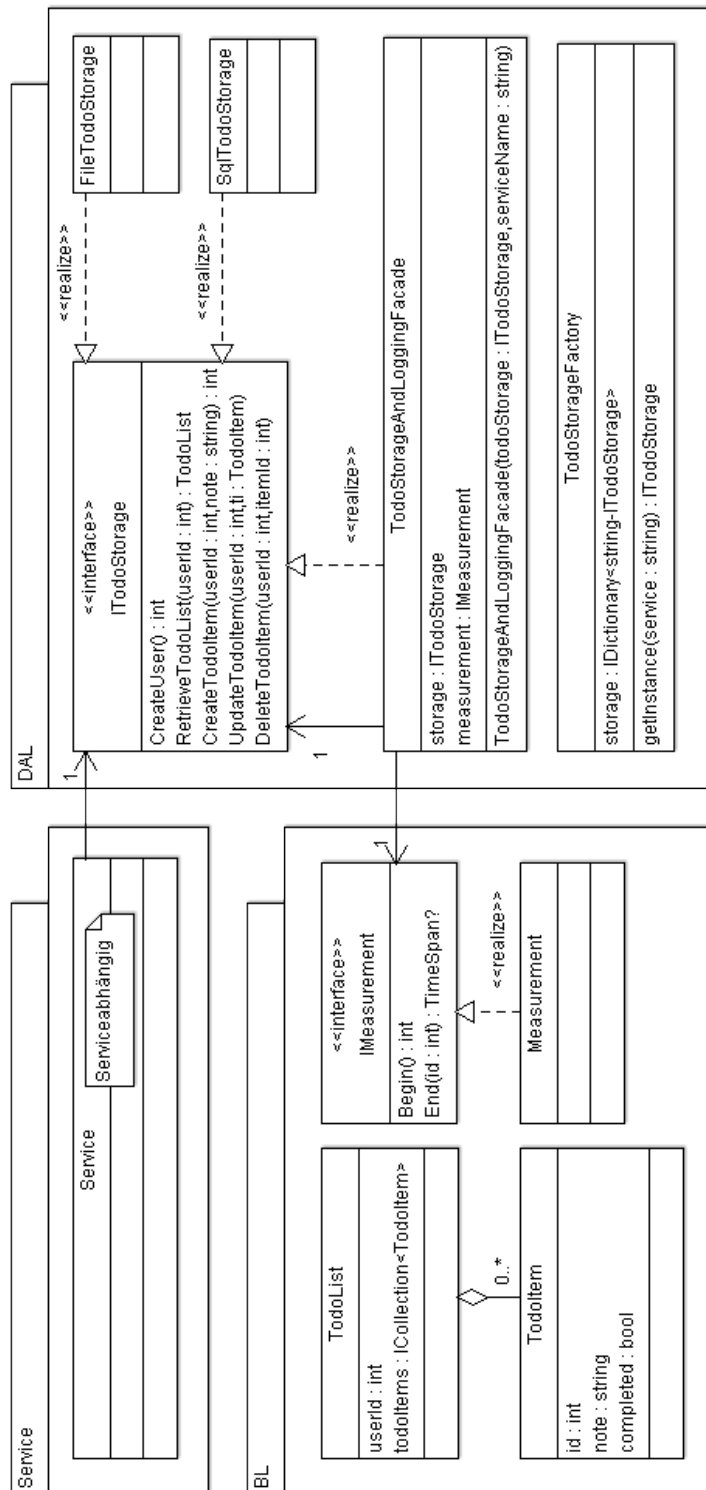 Service
Service
Serviceabhängig
BL
TodoList
userId : int
todoItems : ICollection<TodoItem>
0..*
TodoItem
id : int
note : string
completed : bool
<<interface>>
IMeasurement
Begin() : int
End(id : int) : TimeSpan?
<<realize>>
Measurement
1
DAL
1
<<interface>>
ITodoStorage
CreateUser() : int
RetrieveTodoList(userId : int) : TodoList
CreateTodoItem(userId : int,note : string) : int
UpdateTodoItem(userId : int,ti : TodoItem)
DeleteTodoItem(userId : int,itemId : int)
<<realize>>
FileTodoStorage
<<realize>>
SqlTodoStorage
1
<<realize>>
TodoStorageAndLoggingFacade
storage : ITodoStorage
measurement : IMeasurement
TodoStorageAndLoggingFacade(todoStorage : ITodoStorage,serviceName : string)
TodoStorageFactory
storage : IDictionary<string-ITodoStorage>
getInstance(service : string) : ITodoStorage